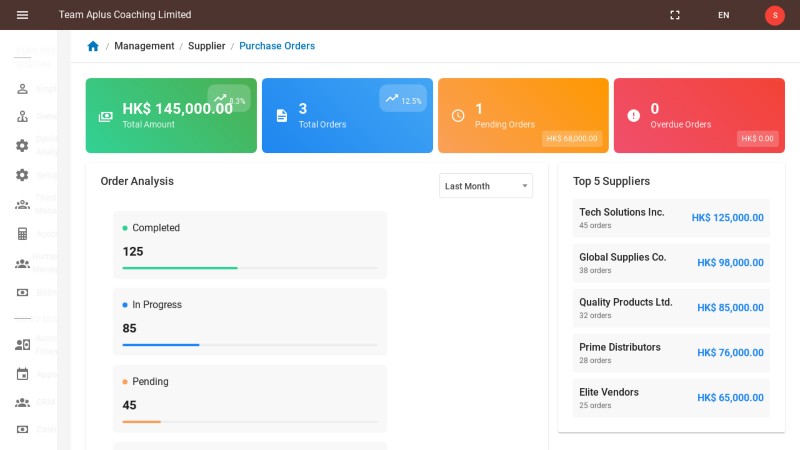 Team Aplus Coaching Limited
EN
S
/ Management / Supplier / Purchase Orders
HK$ 145,000.00
8.3%
Total Amount
3
12.5%
Total Orders
1
Pending Orders
HK$ 68,000.00
0
Overdue Orders
HK$ 0.00
Order Analysis
Last Month
Completed
125
In Progress
85
Pending
45
Top 5 Suppliers
Tech Solutions Inc.
45 orders
HK$ 125,000.00
Global Supplies Co.
38 orders
HK$ 98,000.00
Quality Products Ltd.
32 orders
HK$ 85,000.00
Prime Distributors
28 orders
HK$ 76,000.00
Elite Vendors
25 orders
HK$ 65,000.00